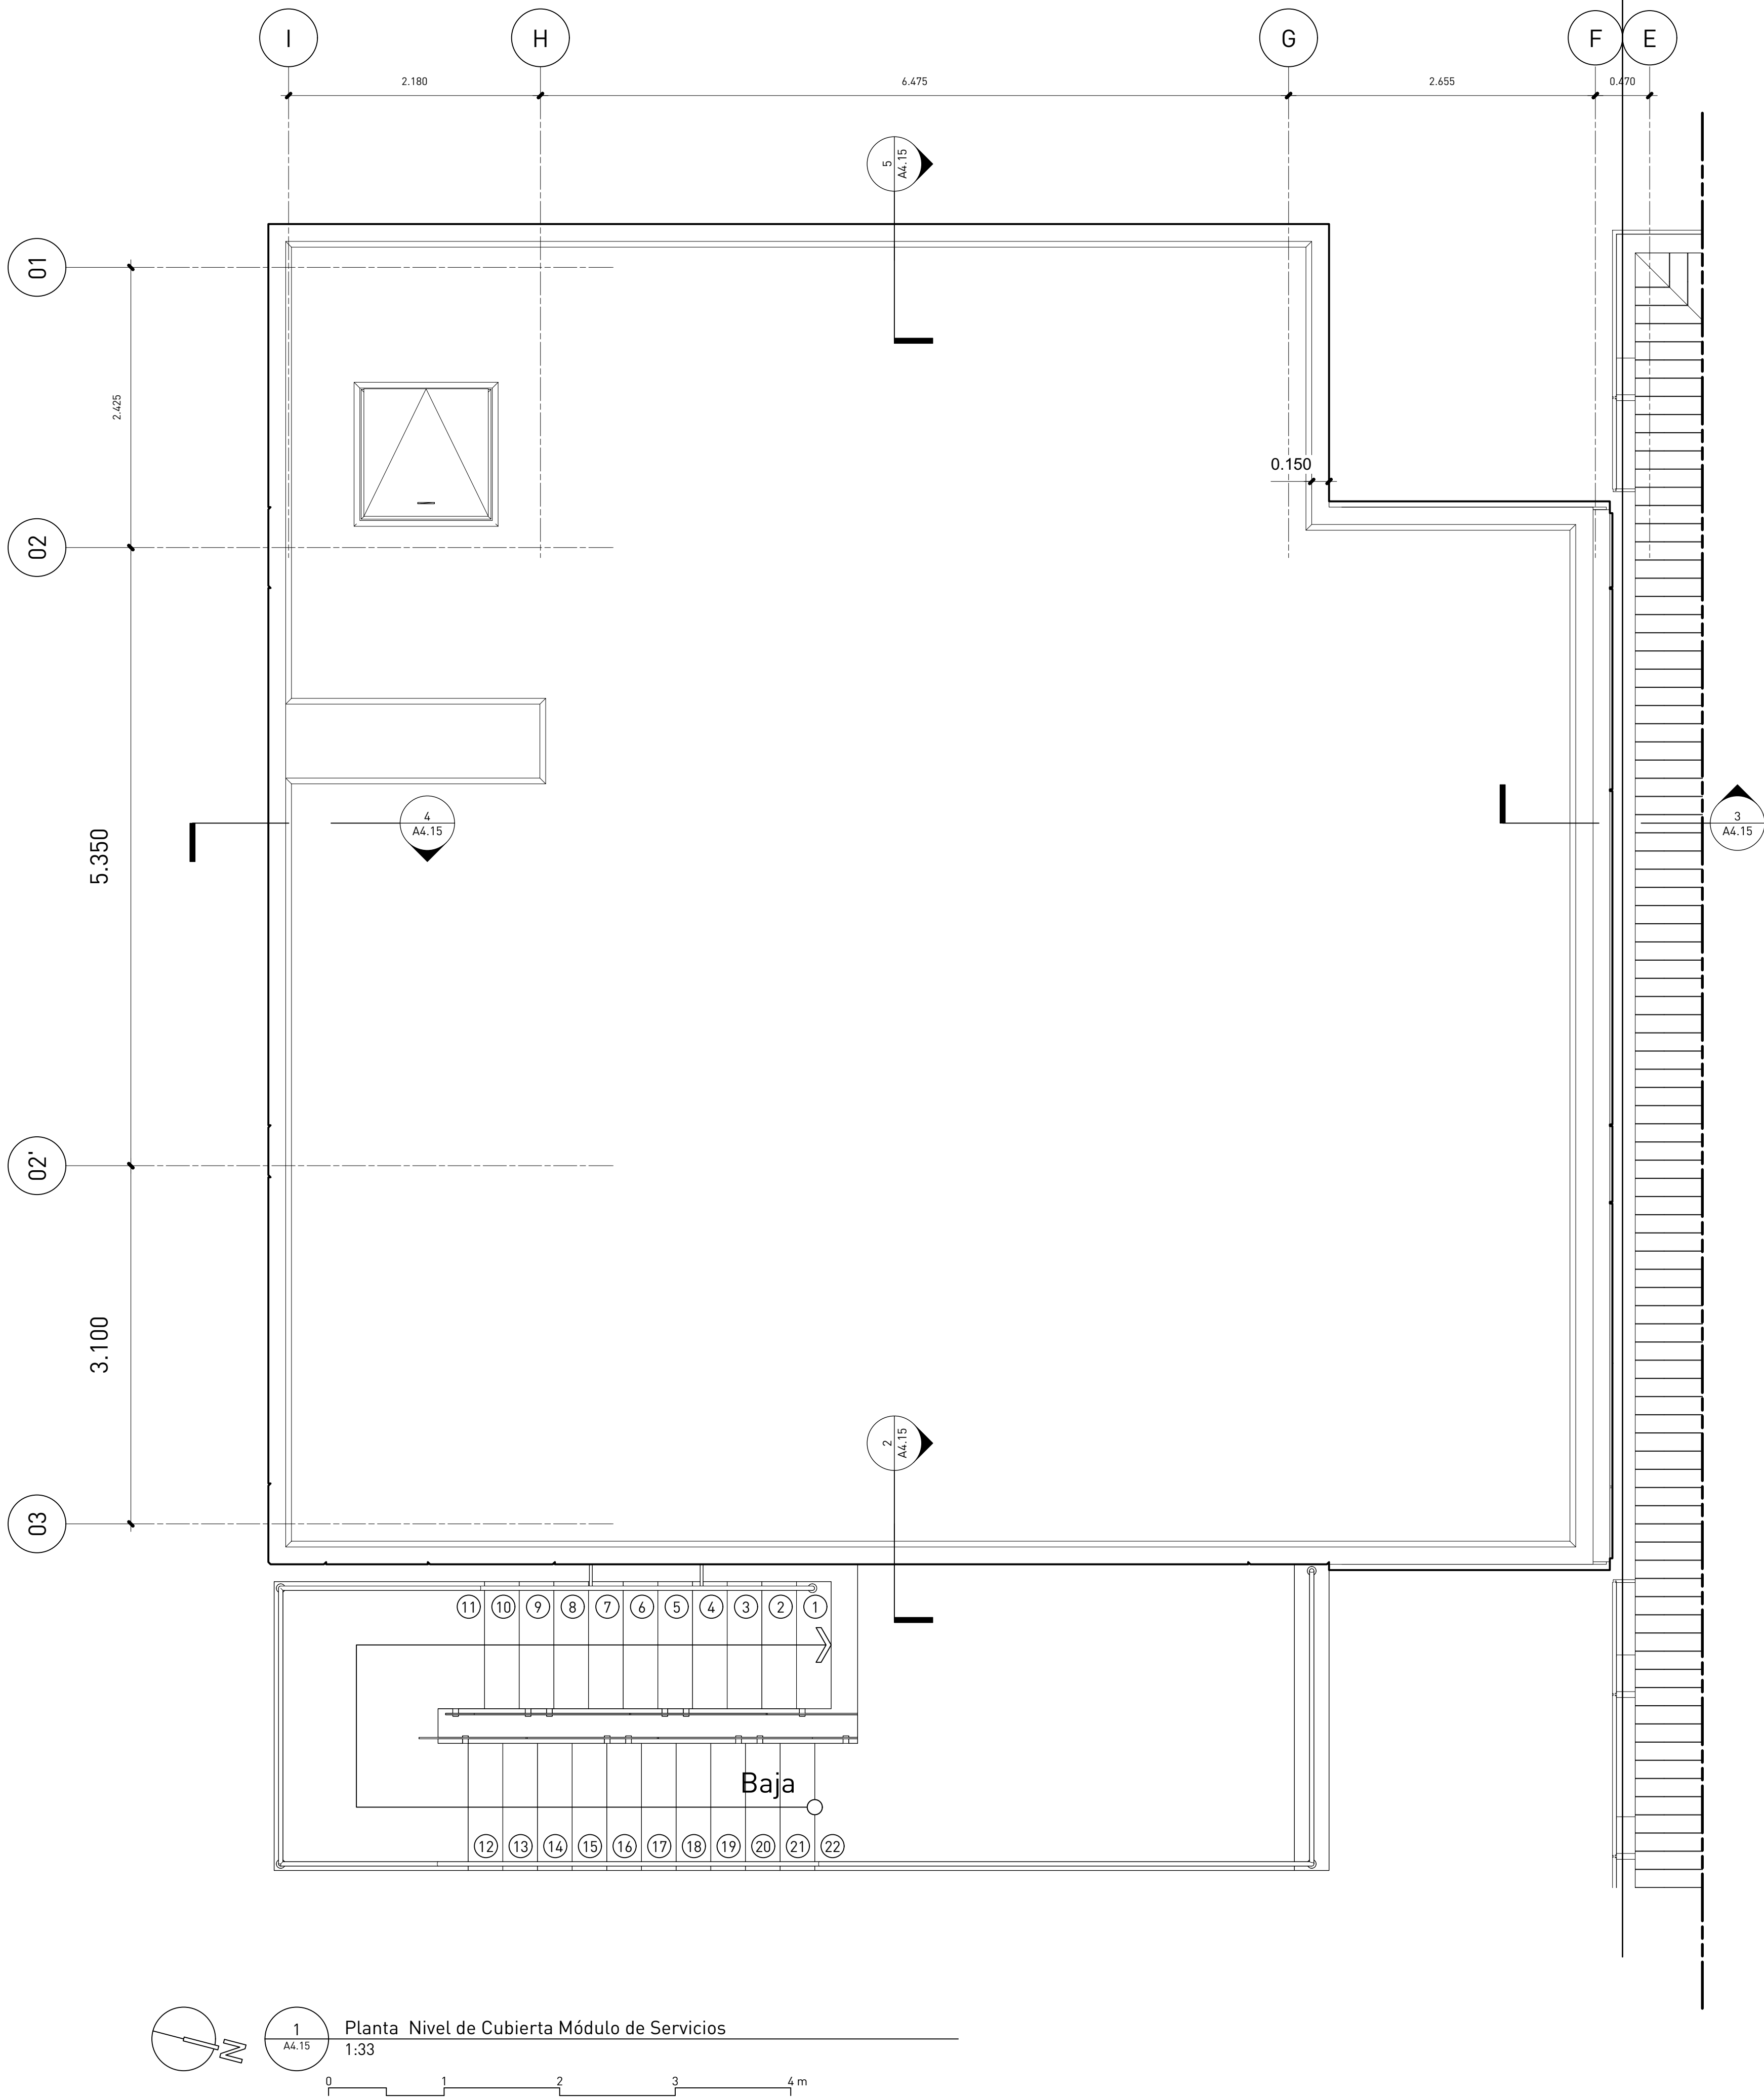 I H G F E
2.180 6.475 2.655 0.470
5
A4.15
01
2.425
0.150
02
4
A4.15
3
A4.15
5.350
02'
3.100
2
A4.15
03
11 10 9 8 7 6 5 4 3 2 1
Baja
12 13 14 15 16 17 18 19 20 21 22
N
1
A4.15
Planta Nivel de Cubierta Módulo de Servicios
1:33
0 1 2 3 4 m